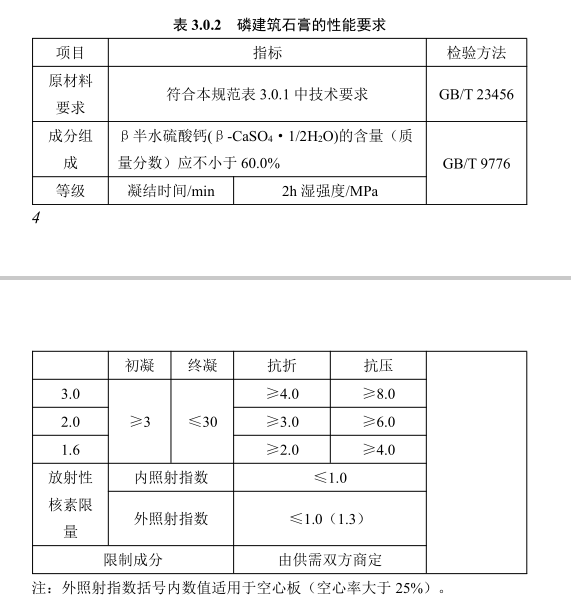 表 3.0.2 磷建筑石膏的性能要求
项目 指标 检验方法
原材料
要求
符合本规范表 3.0.1 中技术要求
GB/T 23456
成分组
成
β半水硫酸钙(β-CaSO₄·1/2H₂O)的含量（质
量分数）应不小于 60.0%
GB/T 9776
等级 凝结时间/min 2h 湿强度/MPa
4
初凝 终凝 抗折 抗压
3.0 ≥3 ≤30 ≥4.0 ≥8.0
2.0 ≥3.0 ≥6.0
1.6 ≥2.0 ≥4.0
放射性
核素限
量
内照射指数 ≤1.0
外照射指数 ≤1.0（1.3）
限制成分 由供需双方商定
注：外照射指数括号内数值适用于空心板（空心率大于 25%）。